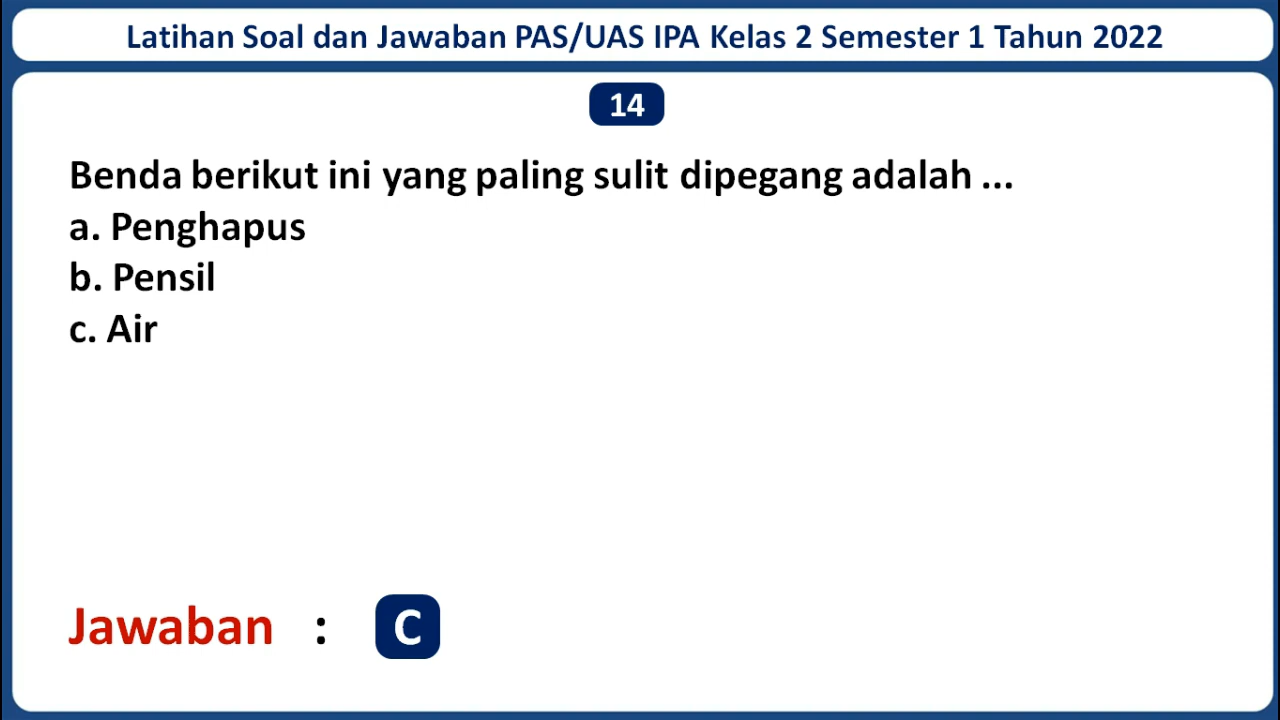 Latihan Soal dan Jawaban PAS/UAS IPA Kelas 2 Semester 1 Tahun 2022
14
Benda berikut ini yang paling sulit dipegang adalah ...
a. Penghapus
b. Pensil
c. Air
Jawaban : C